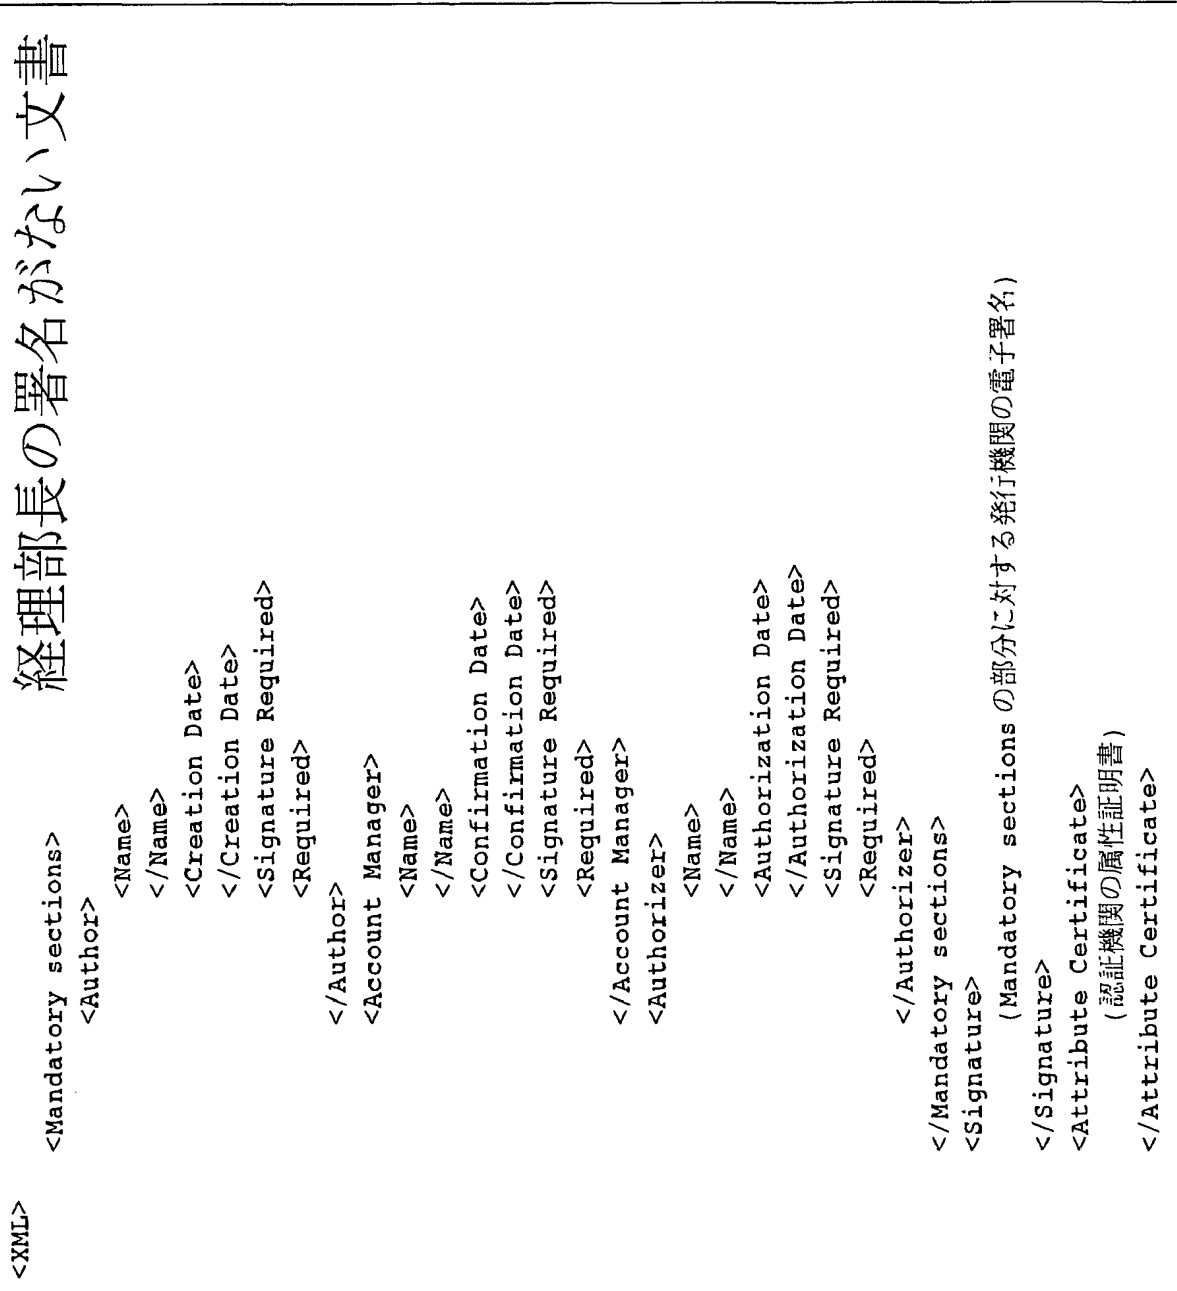 経理部長の署名がない文書
<XML>
<Mandatory sections>
<Author>
<Name>
</Name>
<Creation Date>
</Creation Date>
<Signature Required>
<Required>
</Author>
<Account Manager>
<Name>
</Name>
<Confirmation Date>
</Confirmation Date>
<Signature Required>
<Required>
</Account Manager>
<Authorizer>
<Name>
</Name>
<Authorization Date>
</Authorization Date>
<Signature Required>
<Required>
</Authorizer>
</Mandatory sections>
<Signature>
(Mandatory sections の部分に対する発行機関の電子署名)
</Signature>
<Attribute Certificate>
(認証機関の属性証明書)
</Attribute Certificate>